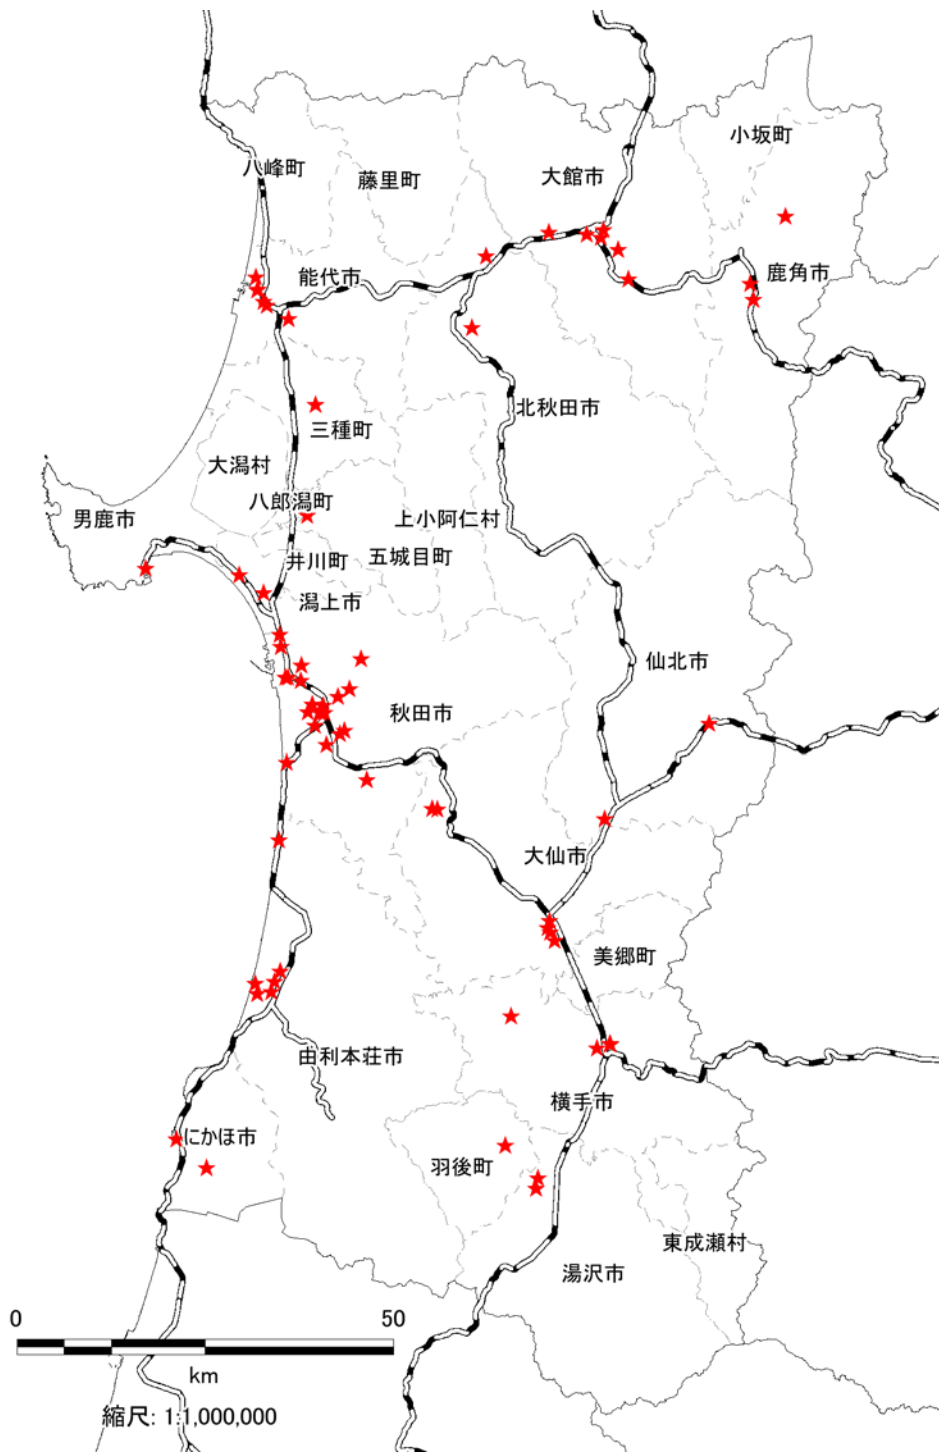 小坂町
八峰町
大館市
藤里町
能代市
鹿角市
北秋田市
三種町
大潟村
八郎潟町
男鹿市
上小阿仁村
五城目町
井川町
潟上市
仙北市
秋田市
大仙市
美郷町
由利本荘市
横手市
にかほ市
羽後町
東成瀬村
湯沢市
0 50
km
縮尺: 1:1,000,000